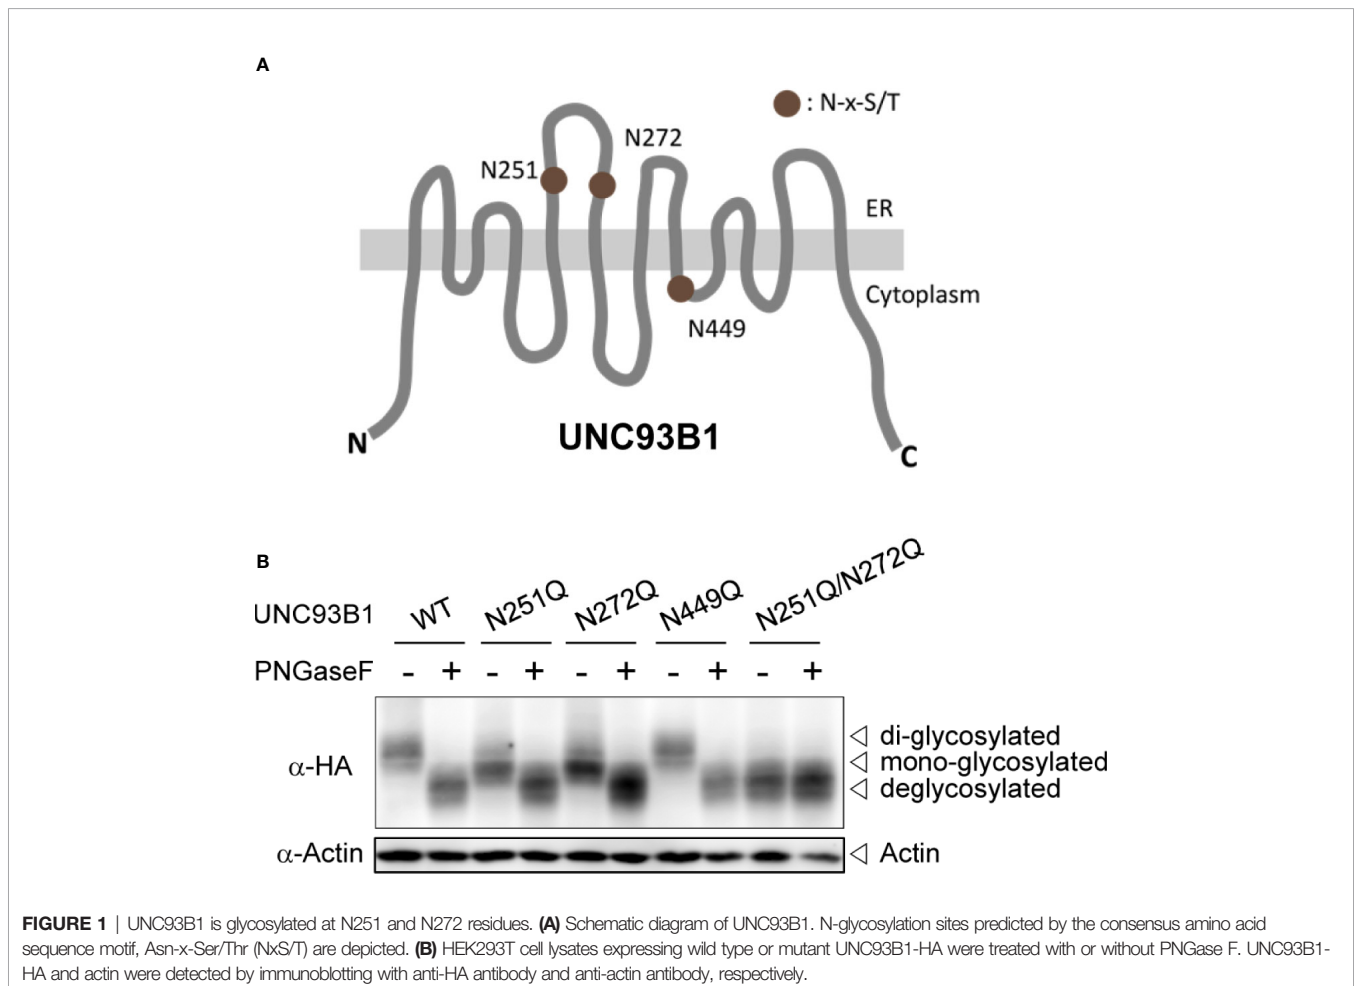 A
: N-x-S/T
N272
N251
ER
Cytoplasm
N449
N
UNC93B1
C
B
UNC93B1 WT N251Q N272Q N449Q N251Q/N272Q
PNGaseF - + - + - + - + - +
di-glycosylated
α-HA mono-glycosylated
deglycosylated
α-Actin Actin
FIGURE 1 | UNC93B1 is glycosylated at N251 and N272 residues. (A) Schematic diagram of UNC93B1. N-glycosylation sites predicted by the consensus amino acid
sequence motif, Asn-x-Ser/Thr (NxS/T) are depicted. (B) HEK293T cell lysates expressing wild type or mutant UNC93B1-HA were treated with or without PNGase F. UNC93B1-
HA and actin were detected by immunoblotting with anti-HA antibody and anti-actin antibody, respectively.